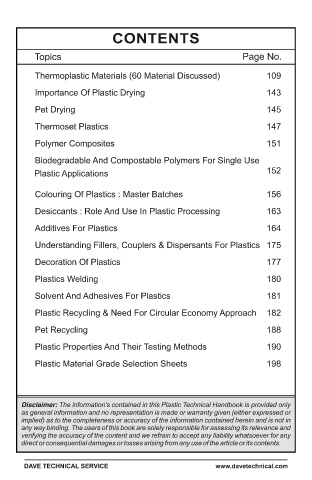 CONTENTS
Topics Page No.
Thermoplastic Materials (60 Material Discussed) 109
Importance Of Plastic Drying 143
Pet Drying 145
Thermoset Plastics 147
Polymer Composites 151
Biodegradable And Compostable Polymers For Single Use
Plastic Applications 152
Colouring Of Plastics : Master Batches 156
Desiccants : Role And Use In Plastic Processing 163
Additives For Plastics 164
Understanding Fillers, Couplers & Dispersants For Plastics 175
Decoration Of Plastics 177
Plastics Welding 180
Solvent And Adhesives For Plastics 181
Plastic Recycling & Need For Circular Economy Approach 182
Pet Recycling 188
Plastic Properties And Their Testing Methods 190
Plastic Material Grade Selection Sheets 198
Disclaimer: The information's contained in this Plastic Technical Handbook is provided only
as general information and no representation is made or warranty given (either expressed or
implied) as to the completeness or accuracy of the information contained herein and is not in
any way binding. The users of this book are solely responsible for assessing its relevance and
verifying the accuracy of the content and we refrain to accept any liability whatsoever for any
direct or consequential damages or losses arising from any use of the article or its contents.
DAVE TECHNICAL SERVICE www.davetechnical.com